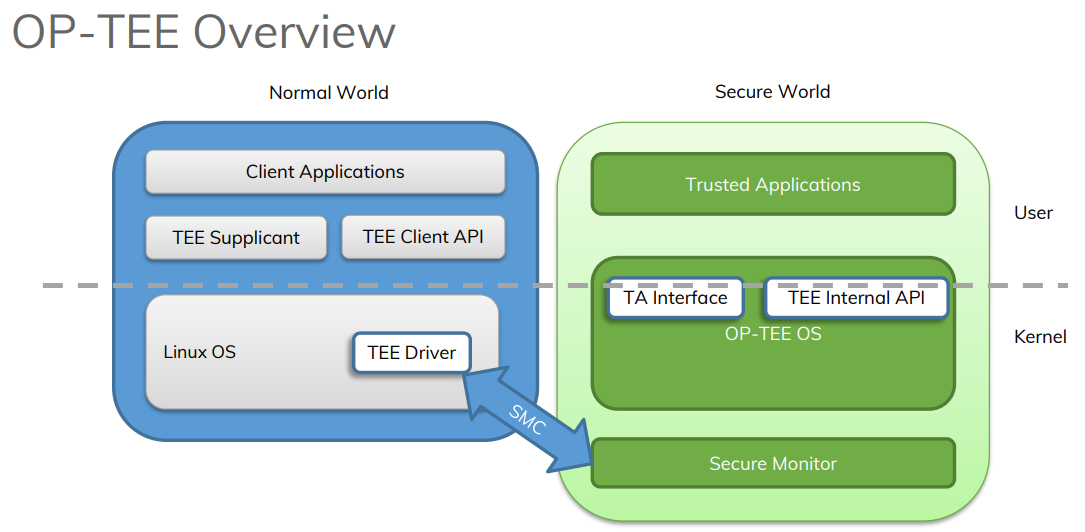 OP-TEE Overview
Normal World
Secure World
Client Applications
TEE Supplicant
TEE Client API
Trusted Applications
User
TA Interface
TEE Internal API
OP-TEE OS
Kernel
Linux OS
TEE Driver
SMC
Secure Monitor